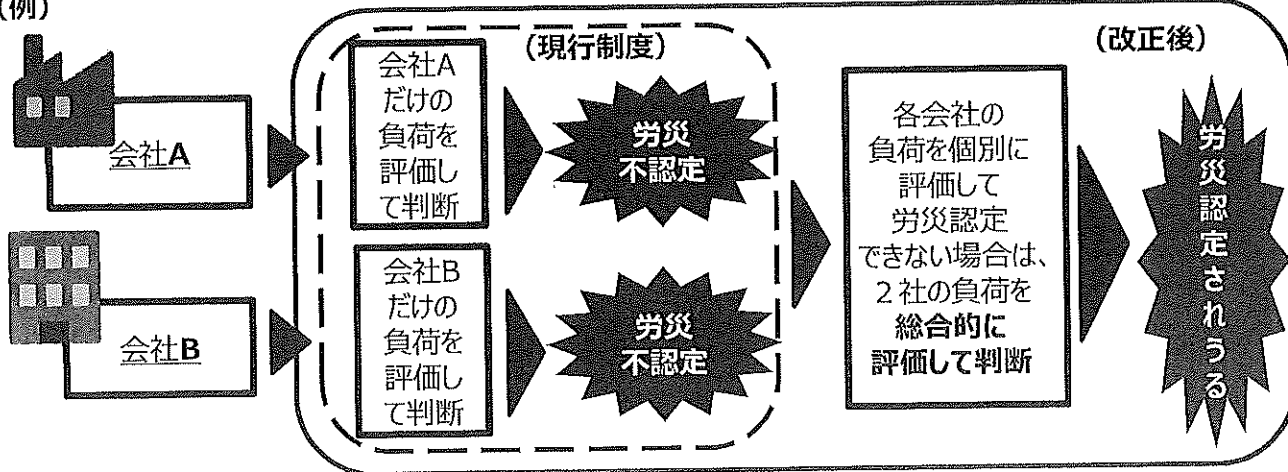 (例)
(現行制度)
(改正後)
会社A
会社A
だけの
負荷を
評価し
て判断
労災
不認定
会社B
会社B
だけの
負荷を
評価し
て判断
労災
不認定
各会社の
負荷を個別に
評価して
労災認定
できない場合は、
2社の負荷を
総合的に
評価して判断
労災認定されうる